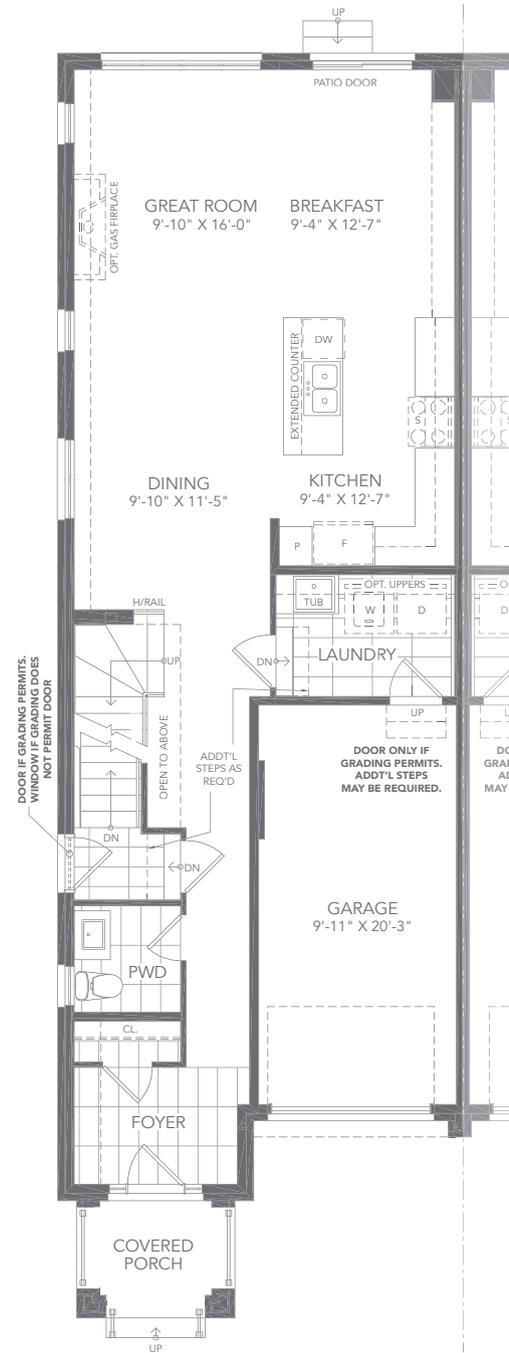 UP
PATIO DOOR
GREAT ROOM
9'-10" X 16'-0"
BREAKFAST
9'-4" X 12'-7"
OPT. GAS FIRPLACE
EXTENDED COUNTER
DW
S
DINING
9'-10" X 11'-5"
KITCHEN
9'-4" X 12'-7"
P
F
OPT. UPPERS
TUB
W
D
H/RAIL
UP
DN
LAUNDRY
UP
DOOR IF GRADING PERMITS.
WINDOW IF GRADING DOES
NOT PERMIT DOOR
OPEN TO ABOVE
ADDT'L
STEPS AS
REQ'D
DOOR ONLY IF
GRADING PERMITS.
ADDT'L STEPS
MAY BE REQUIRED.
DN
DN
GARAGE
9'-11" X 20'-3"
PWD
CL.
FOYER
COVERED
PORCH
UP